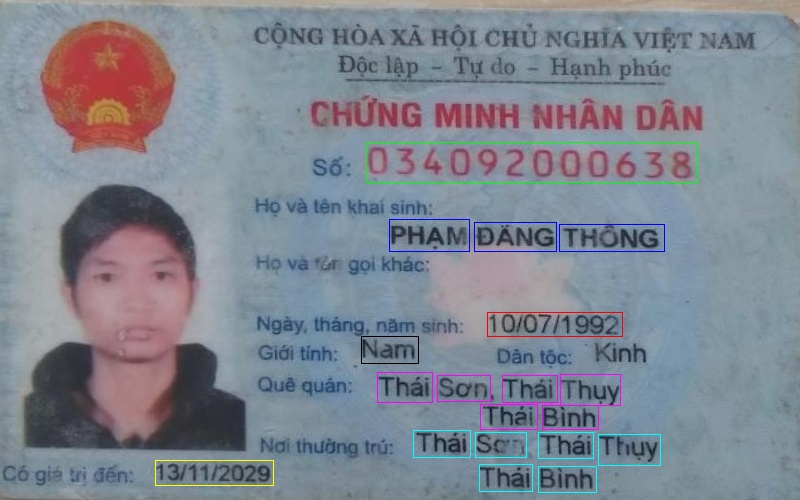 CỘNG HÒA XÃ HỘI CHỦ NGHĨA VIỆT NAM
Độc lập – Tự do – Hạnh phúc
CHỨNG MINH NHÂN DÂN
Số: 034092000638
Họ và tên khai sinh:
PHẠM ĐĂNG THÔNG
Họ và tên gọi khác:
Ngày, tháng, năm sinh: 10/07/1992
Giới tính: Nam Dân tộc: Kinh
Quê quán: Thái Sơn, Thái Thụy
Thái Bình
Nơi thường trú: Thái Sơn Thái Thụy
Có giá trị đến: 13/11/2029 Thái Bình